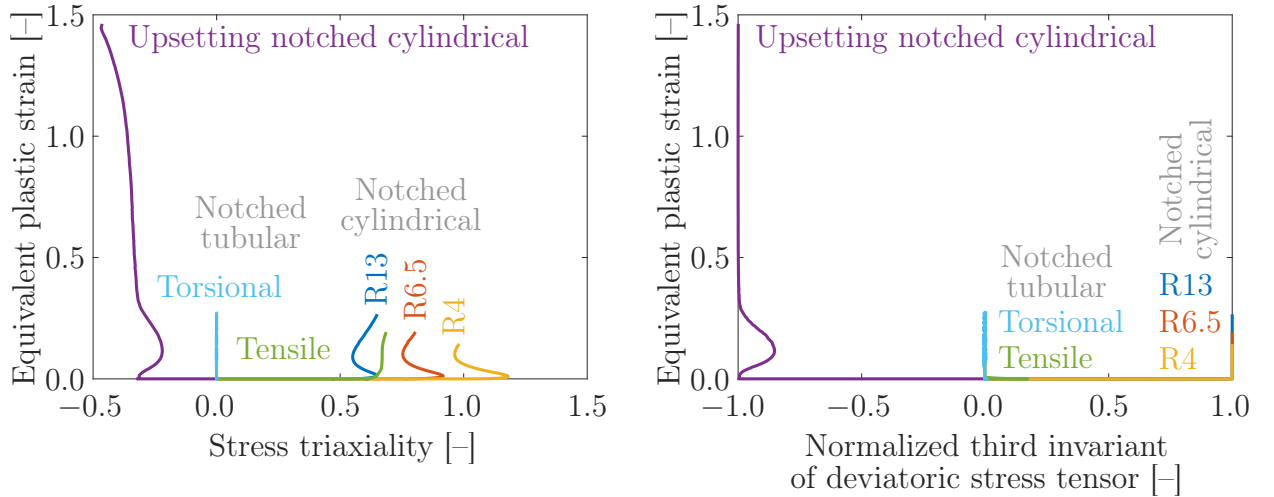 Equivalent plastic strain [–]
1.5
1.0
0.5
0.0
Upsetting notched cylindrical
Notched
tubular
Notched
cylindrical
Torsional
Tensile
R13
R6.5
R4
−0.5
0.0
0.5
1.0
1.5
Stress triaxiality [–]
Equivalent plastic strain [–]
1.5
1.0
0.5
0.0
Upsetting notched cylindrical
Notched
cylindrical
Notched
tubular
R13
Torsional
R6.5
Tensile
R4
−1.0
−0.5
0.0
0.5
1.0
Normalized third invariant
of deviatoric stress tensor [–]